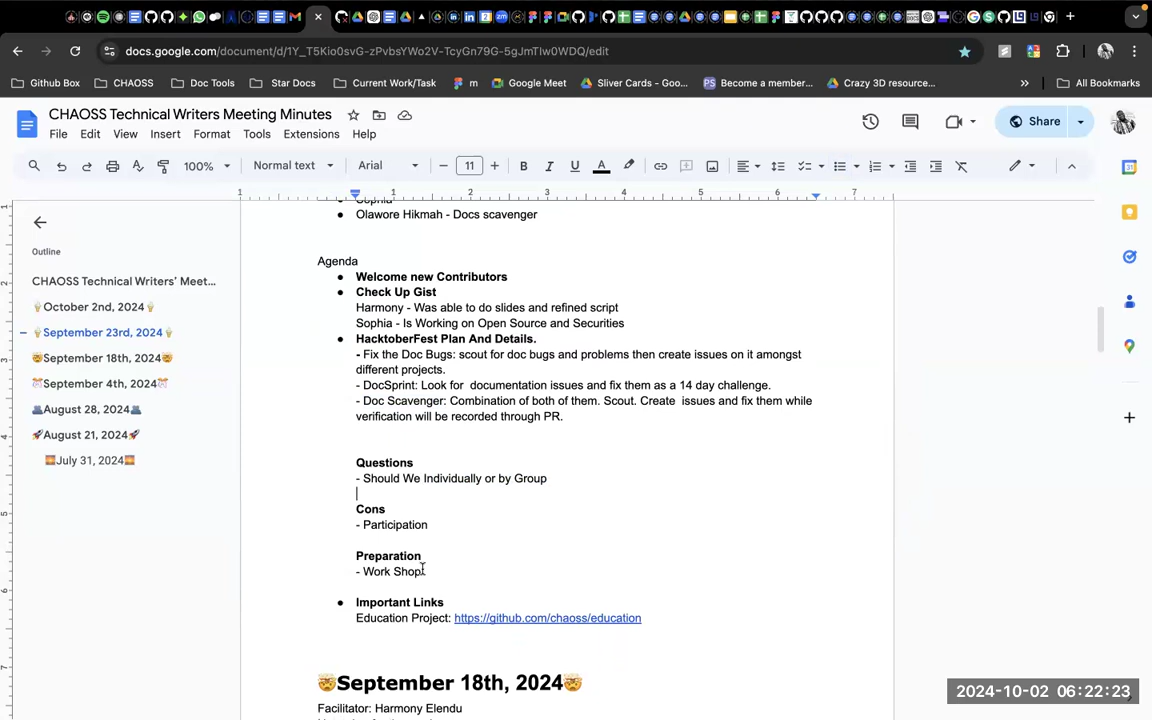 docs.google.com/document/d/1Y_T5Kio0svG-zPvbsYWo2V-TcyGn79G-5gJmTIw0WDQ/edit
Github Box
CHAOSS
Doc Tools
Star Docs
Current Work/Task
m
Google Meet
Sliver Cards - Goo...
Become a member...
Crazy 3D resource...
All Bookmarks
CHAOSS Technical Writers Meeting Minutes
File Edit View Insert Format Tools Extensions Help
Share
100%
Normal text
Arial
11
Outline
CHAOSS Technical Writers' Meet...
🍦October 2nd, 2024🍦
🍦September 23rd, 2024🍦
🤯September 18th, 2024🤯
September 4th, 2024
August 28, 2024
🚀August 21, 2024🚀
July 31, 2024
Sophia
● Olawore Hikmah - Docs scavenger
Agenda
● Welcome new Contributors
● Check Up Gist
Harmony - Was able to do slides and refined script
Sophia - Is Working on Open Source and Securities
● HacktoberFest Plan And Details.
- Fix the Doc Bugs: scout for doc bugs and problems then create issues on it amongst
different projects.
- DocSprint: Look for  documentation issues and fix them as a 14 day challenge.
- Doc Scavenger: Combination of both of them. Scout. Create  issues and fix them while
verification will be recorded through PR.
Questions
- Should We Individually or by Group
Cons
- Participation
Preparation
- Work Shop
● Important Links
Education Project: https://github.com/chaoss/education
🤯September 18th, 2024🤯
Facilitator: Harmony Elendu
2024-10-02 06:22:23